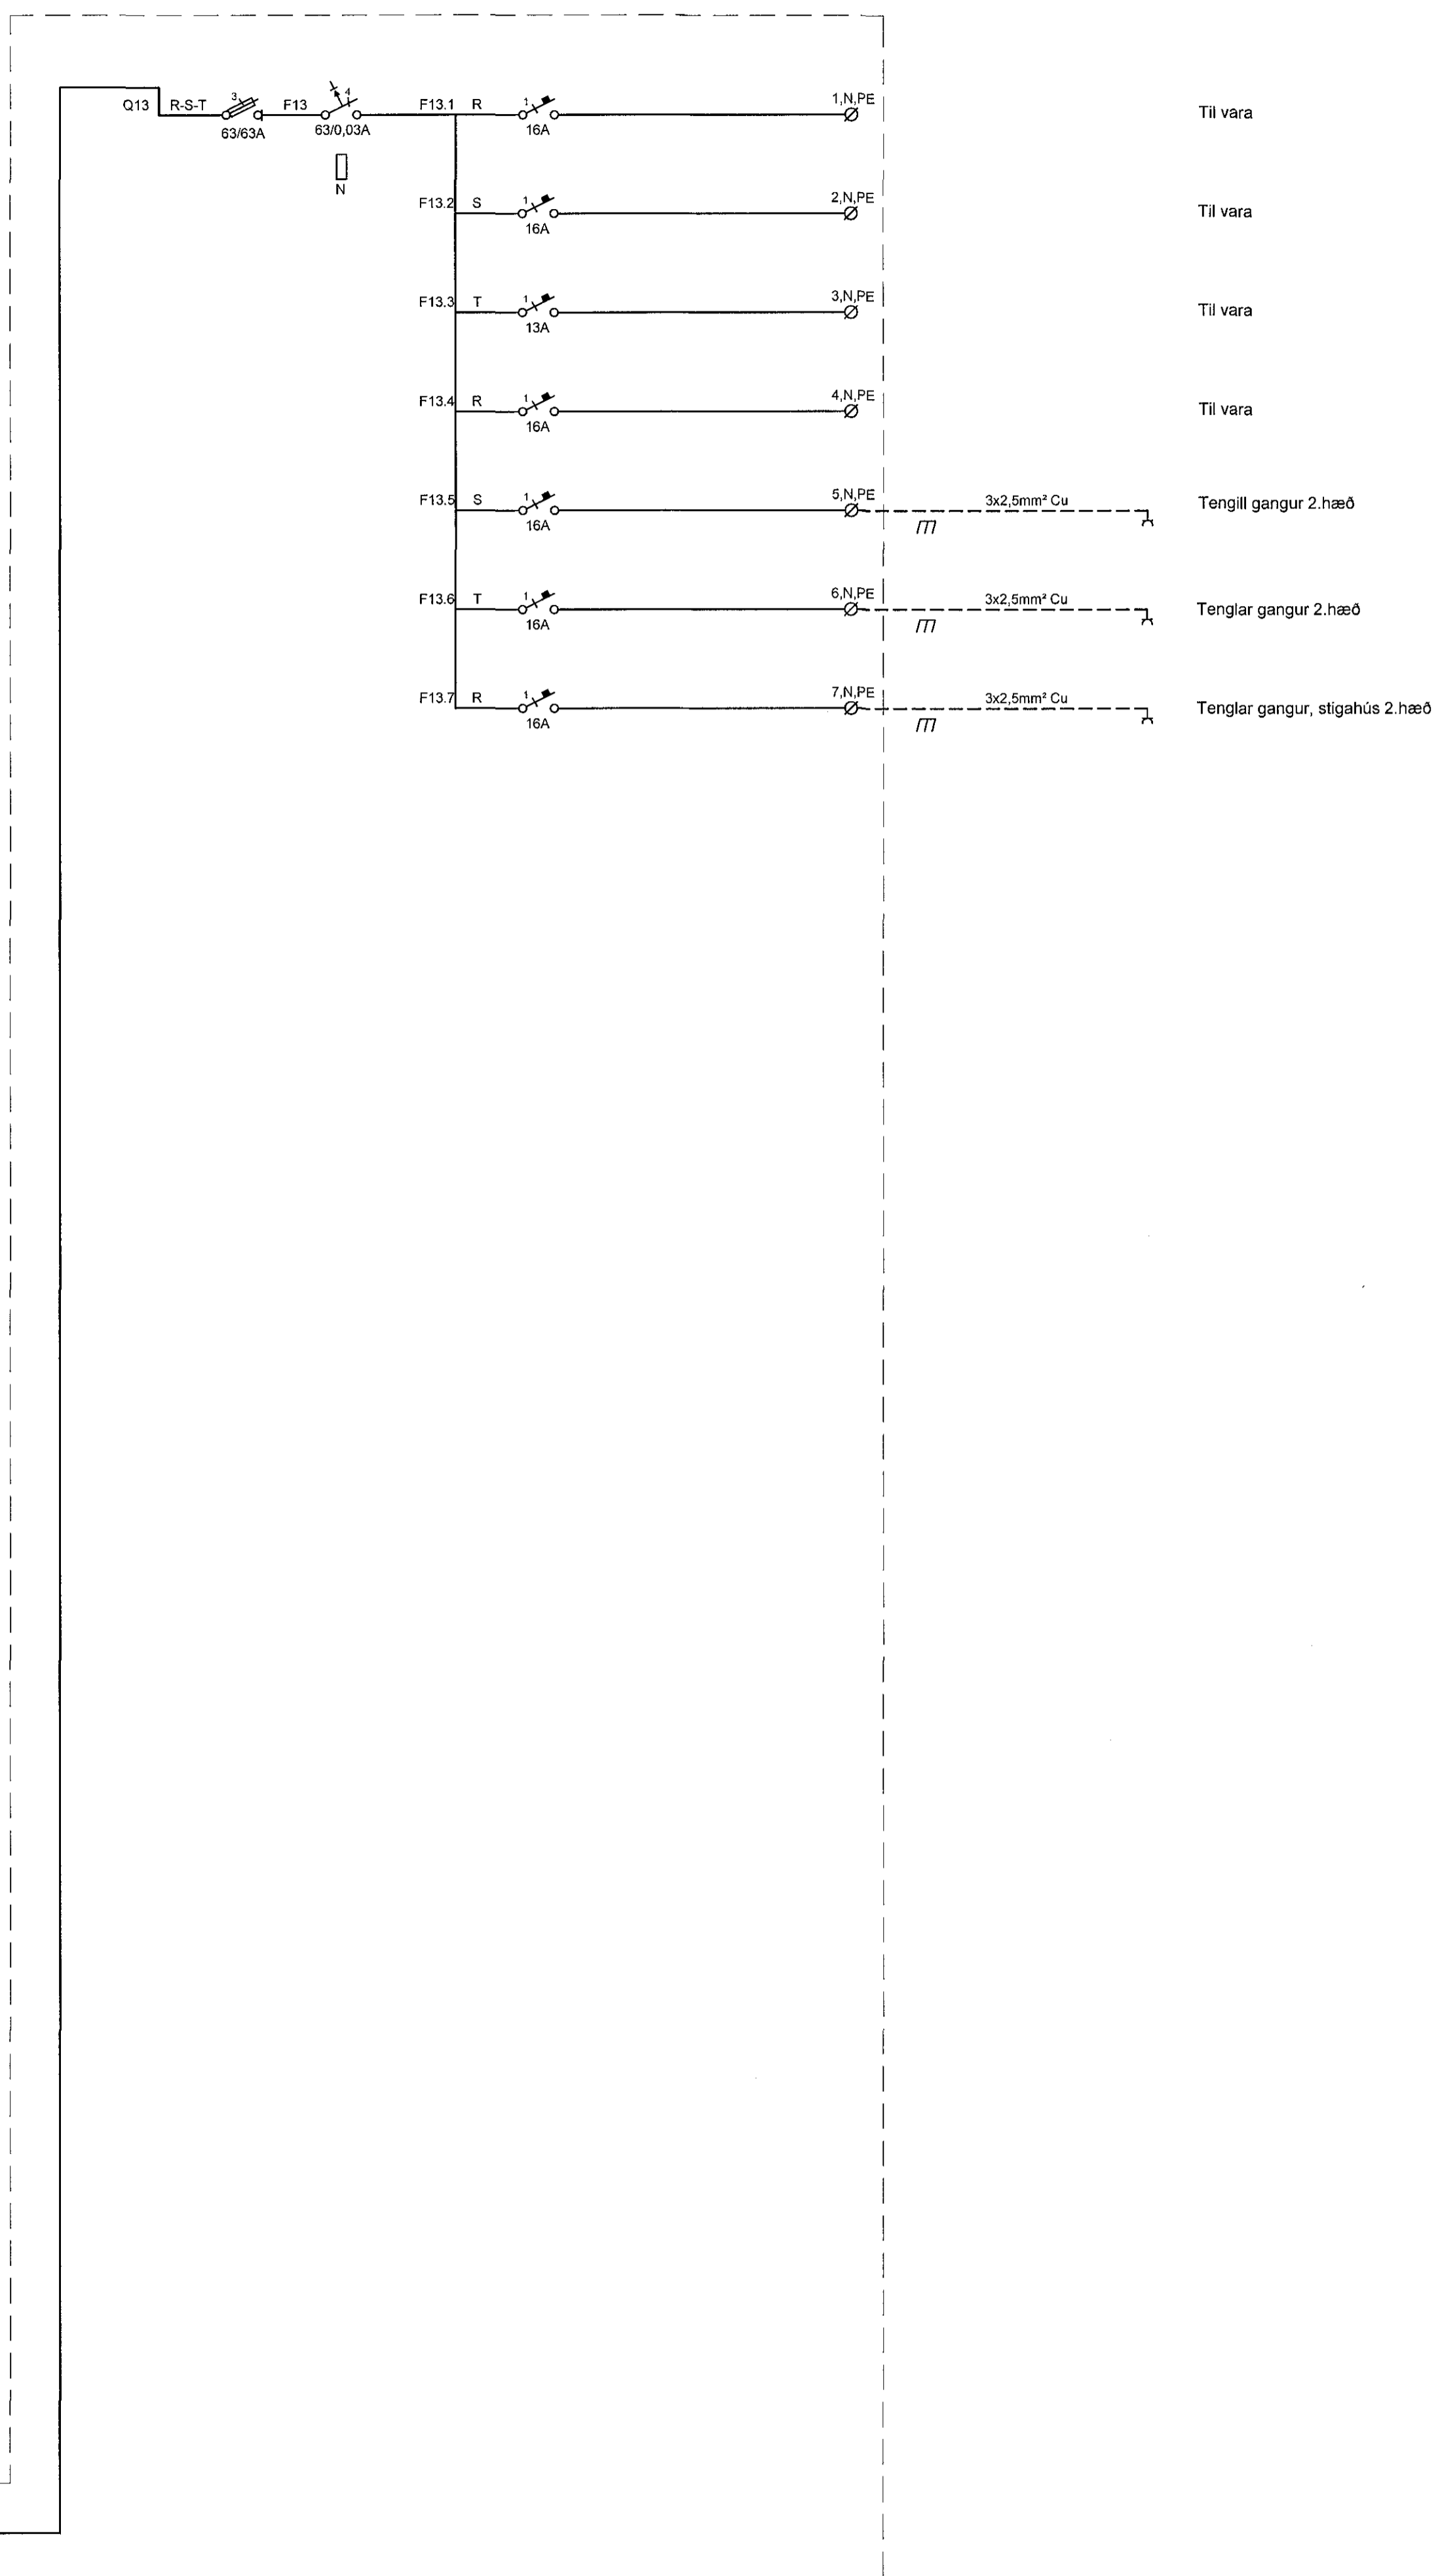 Q13 R-S-T 3 F13 4 F13.1 R 1 1,N,PE Til vara
63/63A 63/0,03A 16A
N
F13.2 S 1 2,N,PE Til vara
16A
F13.3 T 1 3,N,PE Til vara
13A
F13.4 R 1 4,N,PE Til vara
16A
F13.5 S 1 5,N,PE 3x2,5mm² Cu Tengill gangur 2.hæð
16A
F13.6 T 1 6,N,PE 3x2,5mm² Cu Tenglar gangur 2.hæð
16A
F13.7 R 1 7,N,PE 3x2,5mm² Cu Tenglar gangur, stigahús 2.hæð
16A